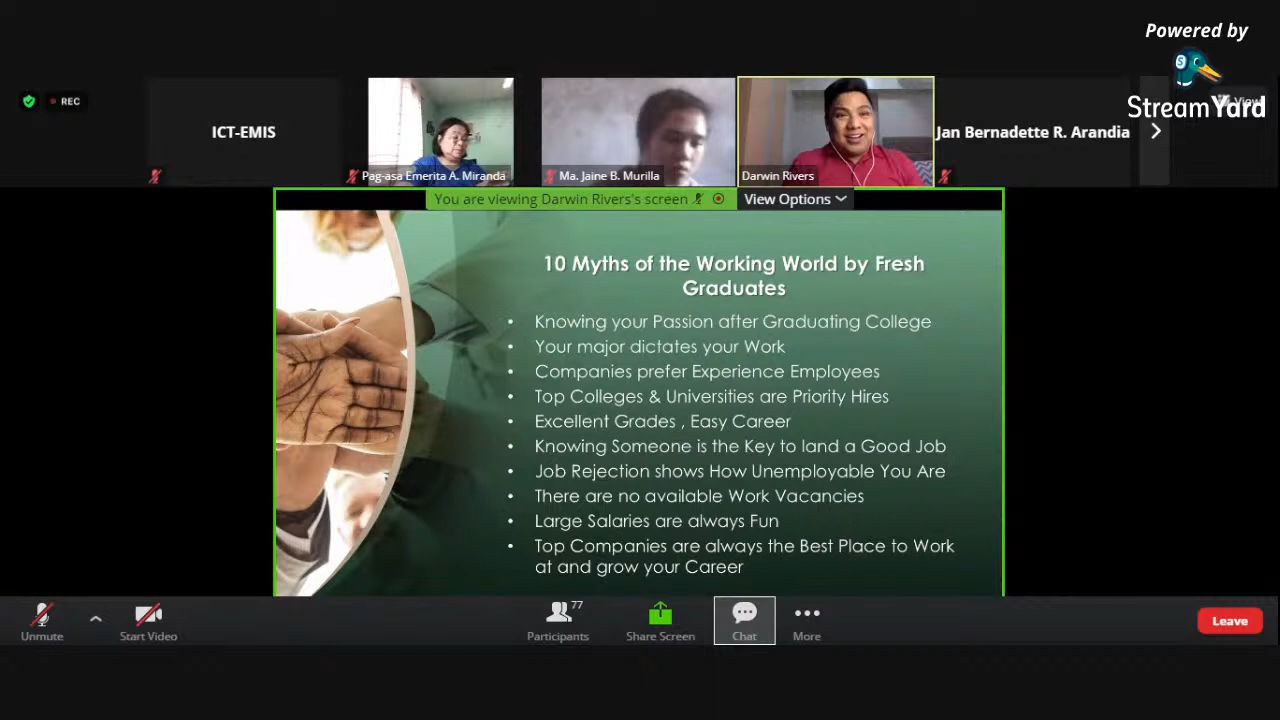 Powered by
StreamYard
REC
ICT-EMIS
Pag-asa Emerita A. Miranda
Ma. Jaine B. Murilla
Darwin Rivers
Jan Bernadette R. Arandia
View
You are viewing Darwin Rivers's screen
View Options
10 Myths of the Working World by Fresh
Graduates
• Knowing your Passion after Graduating College
• Your major dictates your Work
• Companies prefer Experience Employees
• Top Colleges & Universities are Priority Hires
• Excellent Grades , Easy Career
• Knowing Someone is the Key to land a Good Job
• Job Rejection shows How Unemployable You Are
• There are no available Work Vacancies
• Large Salaries are always Fun
• Top Companies are always the Best Place to Work
at and grow your Career
Unmute
Start Video
77
Participants
Share Screen
Chat
More
Leave